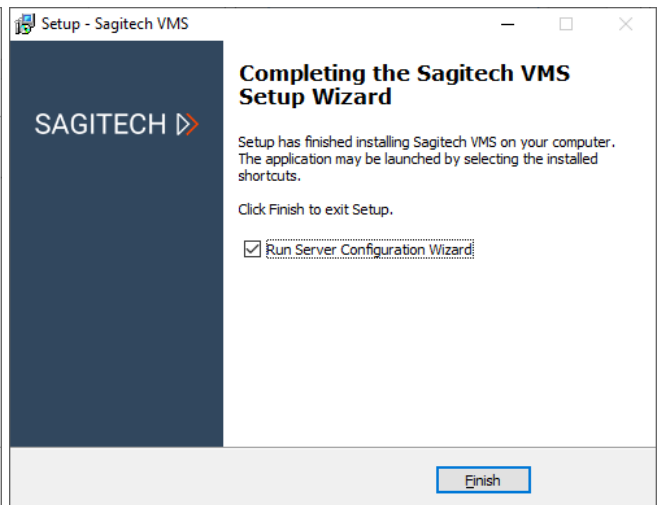 Setup - Sagitech VMS
Completing the Sagitech VMS
Setup Wizard
SAGITECH
Setup has finished installing Sagitech VMS on your computer.
The application may be launched by selecting the installed
shortcuts.
Click Finish to exit Setup.
Run Server Configuration Wizard
Finish